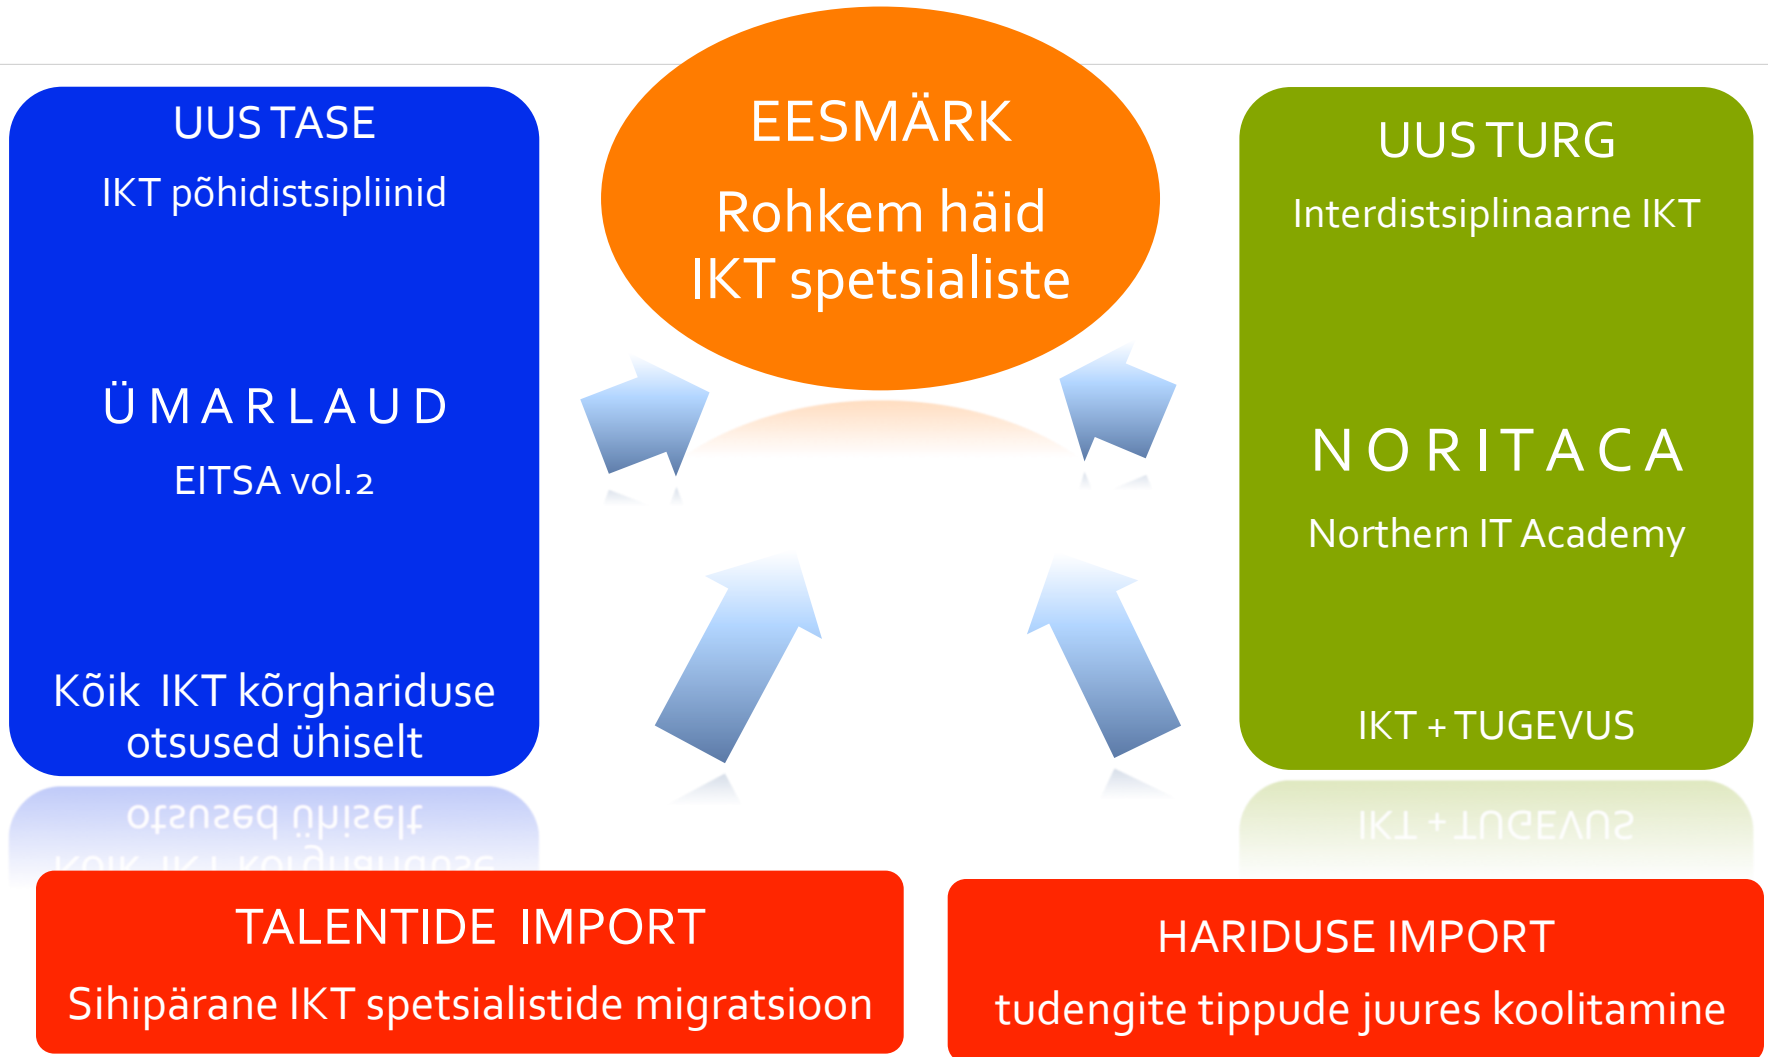 EESMÄRK
Rohkem häid
IKT spetsialiste
UUS TASE
IKT põhidistsipliinid
ÜMARLAUD
EITSA vol.2
Kõik IKT kõrghariduse
otsused ühiselt
UUS TURG
Interdistsiplinaarne IKT
NORITACA
Northern IT Academy
IKT + TUGEVUS
TALENTIDE IMPORT
Sihipärane IKT spetsialistide migratsioon
HARIDUSE IMPORT
tudengite tippude juures koolitamine